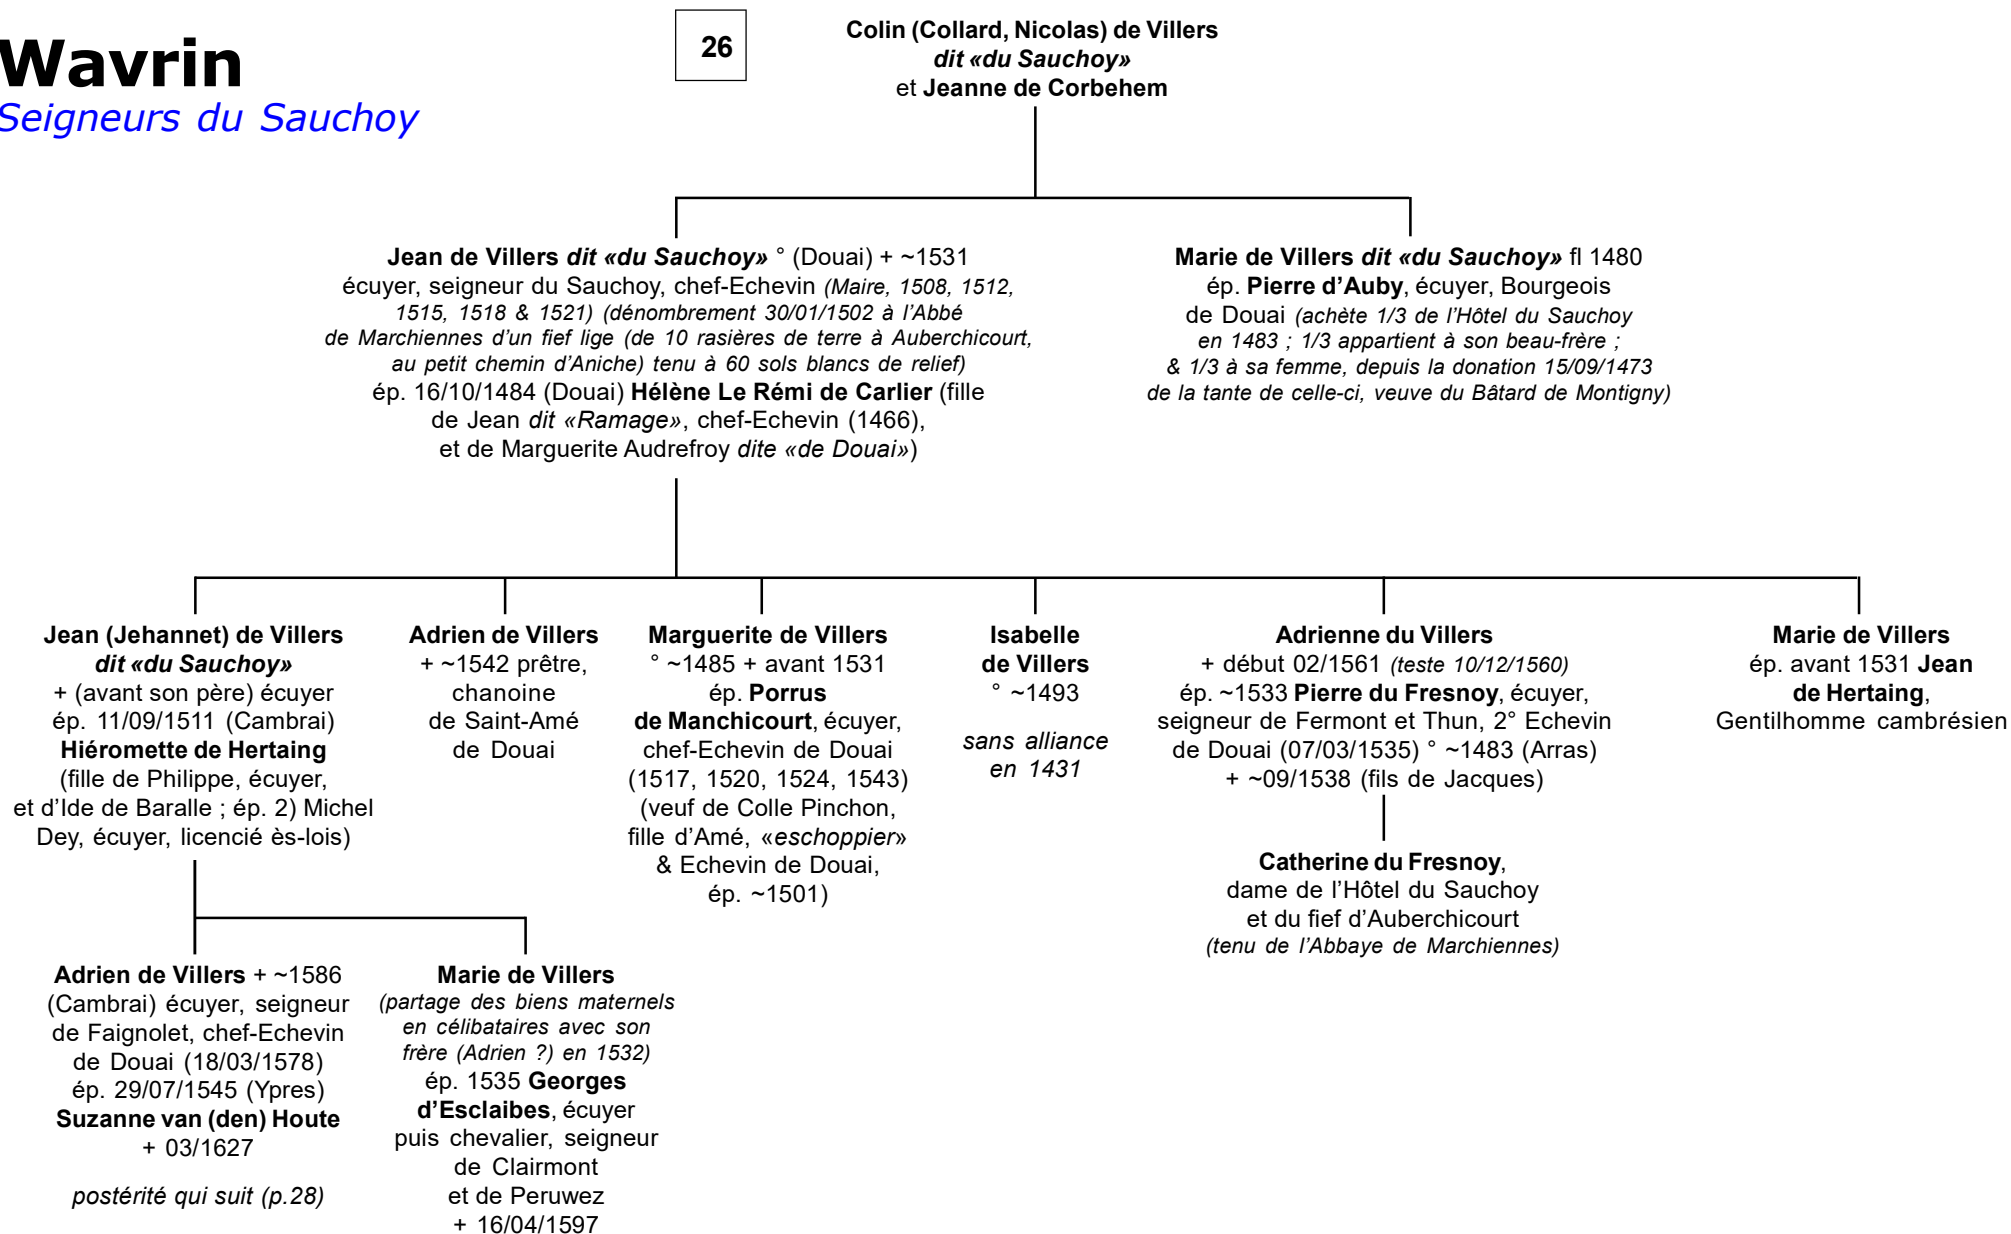 Wavrin
Seigneurs du Sauchoy
26
Colin (Collard, Nicolas) de Villers
dit «du Sauchoy»
et Jeanne de Corbehem
Jean de Villers dit «du Sauchoy» ° (Douai) + ~1531
écuyer, seigneur du Sauchoy, chef-Echevin (Maire, 1508, 1512,
1515, 1518 & 1521) (dénombrement 30/01/1502 à l’Abbé
de Marchiennes d’un fief lige (de 10 rasières de terre à Auberchicourt,
au petit chemin d’Aniche) tenu à 60 sols blancs de relief)
ép. 16/10/1484 (Douai) Hélène Le Rémi de Carlier (fille
de Jean dit «Ramage», chef-Echevin (1466),
et de Marguerite Audrefroy dite «de Douai»)
Marie de Villers dit «du Sauchoy» fl 1480
ép. Pierre d’Auby, écuyer, Bourgeois
de Douai (achète 1/3 de l’Hôtel du Sauchoy
en 1483 ; 1/3 appartient à son beau-frère ;
& 1/3 à sa femme, depuis la donation 15/09/1473
de la tante de celle-ci, veuve du Bâtard de Montigny)
Jean (Jehannet) de Villers
dit «du Sauchoy»
+ (avant son père) écuyer
ép. 11/09/1511 (Cambrai)
Hiéromette de Hertaing
(fille de Philippe, écuyer,
et d’Ide de Baralle ; ép. 2) Michel
Dey, écuyer, licencié ès-lois)
Adrien de Villers
+ ~1542 prêtre,
chanoine
de Saint-Amé
de Douai
Marguerite de Villers
° ~1485 + avant 1531
ép. Porrus
de Manchicourt, écuyer,
chef-Echevin de Douai
(1517, 1520, 1524, 1543)
(veuf de Colle Pinchon,
fille d’Amé, «eschoppier»
& Echevin de Douai,
ép. ~1501)
Isabelle
de Villers
° ~1493
sans alliance
en 1431
Adrienne du Villers
+ début 02/1561 (teste 10/12/1560)
ép. ~1533 Pierre du Fresnoy, écuyer,
seigneur de Fermont et Thun, 2° Echevin
de Douai (07/03/1535) ° ~1483 (Arras)
+ ~09/1538 (fils de Jacques)
Marie de Villers
ép. avant 1531 Jean
de Hertaing,
Gentilhomme cambrésien
Catherine du Fresnoy,
dame de l’Hôtel du Sauchoy
et du fief d’Auberchicourt
(tenu de l’Abbaye de Marchiennes)
Adrien de Villers + ~1586
(Cambrai) écuyer, seigneur
de Faignolet, chef-Echevin
de Douai (18/03/1578)
ép. 29/07/1545 (Ypres)
Suzanne van (den) Houte
+ 03/1627
postérité qui suit (p.28)
Marie de Villers
(partage des biens maternels
en célibataires avec son
frère (Adrien ?) en 1532)
ép. 1535 Georges
d’Esclaibes, écuyer
puis chevalier, seigneur
de Clairmont
et de Peruwez
+ 16/04/1597